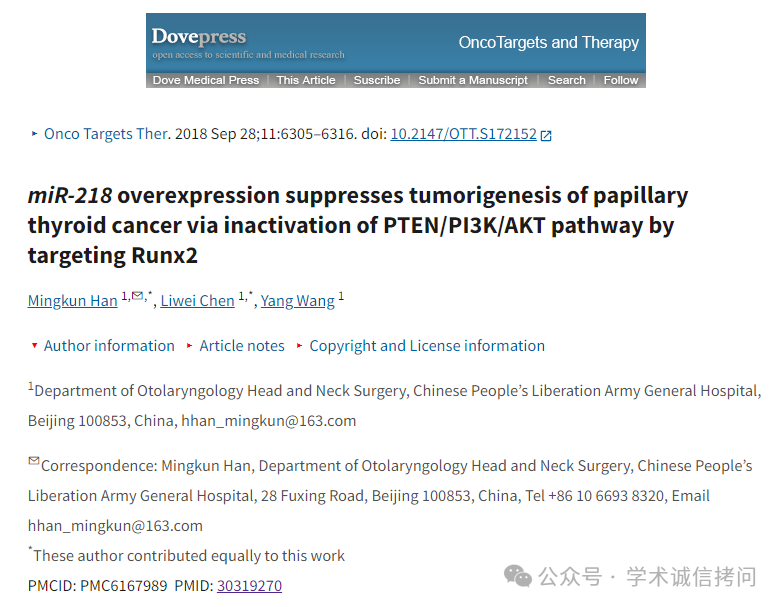 Dovepress
open access to scientific and medical research
OncoTargets and Therapy
Dove Medical Press | This Article | Suscribe | Submit a Manuscript | Search | Follow
Onco Targets Ther. 2018 Sep 28;11:6305–6316. doi: 10.2147/OTT.S172152
miR-218 overexpression suppresses tumorigenesis of papillary
thyroid cancer via inactivation of PTEN/PI3K/AKT pathway by
targeting Runx2
Mingkun Han 1,✉,*, Liwei Chen 1,*, Yang Wang 1
Author information Article notes Copyright and License information
1Department of Otolaryngology Head and Neck Surgery, Chinese People’s Liberation Army General Hospital,
Beijing 100853, China, hhan_mingkun@163.com
✉Correspondence: Mingkun Han, Department of Otolaryngology Head and Neck Surgery, Chinese People’s
Liberation Army General Hospital, 28 Fuxing Road, Beijing 100853, China, Tel +86 10 6693 8320, Email
hhan_mingkun@163.com
*These author contributed equally to this work
PMCID: PMC6167989 PMID: 30319270
公众号 · 学术诚信拷问